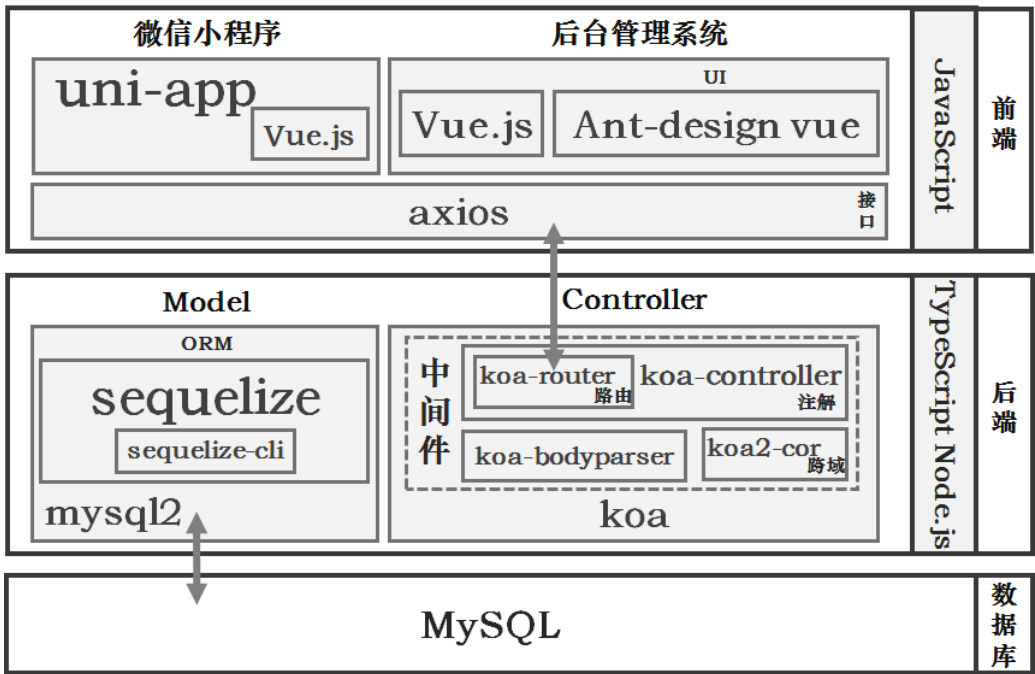 微信小程序
uni-app
Vue.js
后台管理系统
UI
Vue.js
Ant-design vue
axios
接口
JavaScript
前端
Model
ORM
sequelize
sequelize-cli
mysql2
Controller
中间件
koa-router
路由
koa-controller
注解
koa-bodyparser
koa2-cor
跨域
koa
TypeScript Node.js
后端
MySQL
数据库